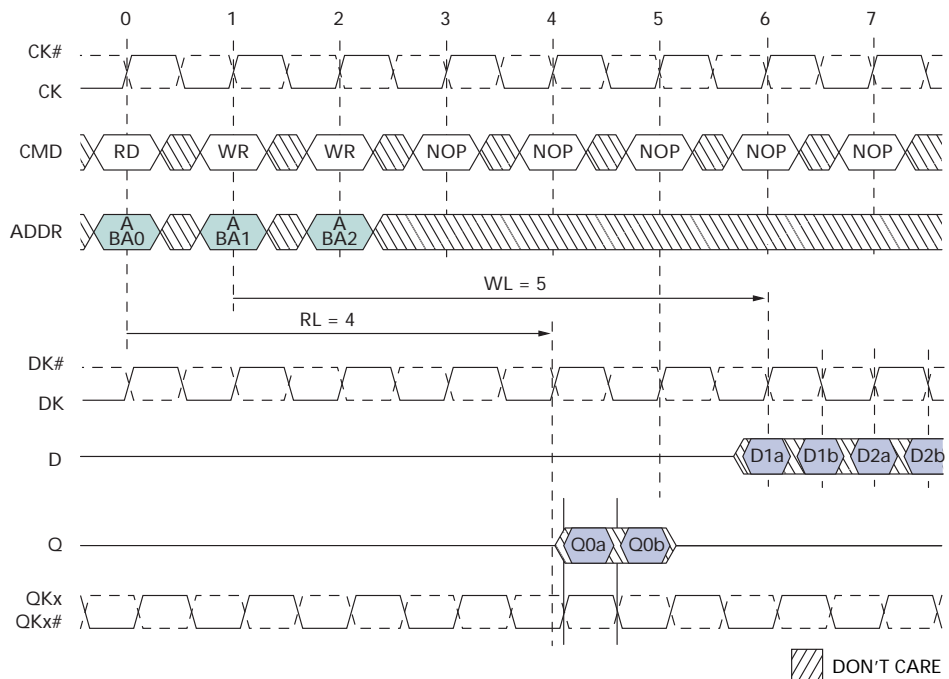 0 1 2 3 4 5 6 7
CK#
CK
CMD RD WR WR NOP NOP NOP NOP NOP
ADDR A BA0 A BA1 A BA2
WL = 5
RL = 4
DK#
DK
D D1a D1b D2a D2b
Q Q0a Q0b
QKx
QKx#
DON'T CARE